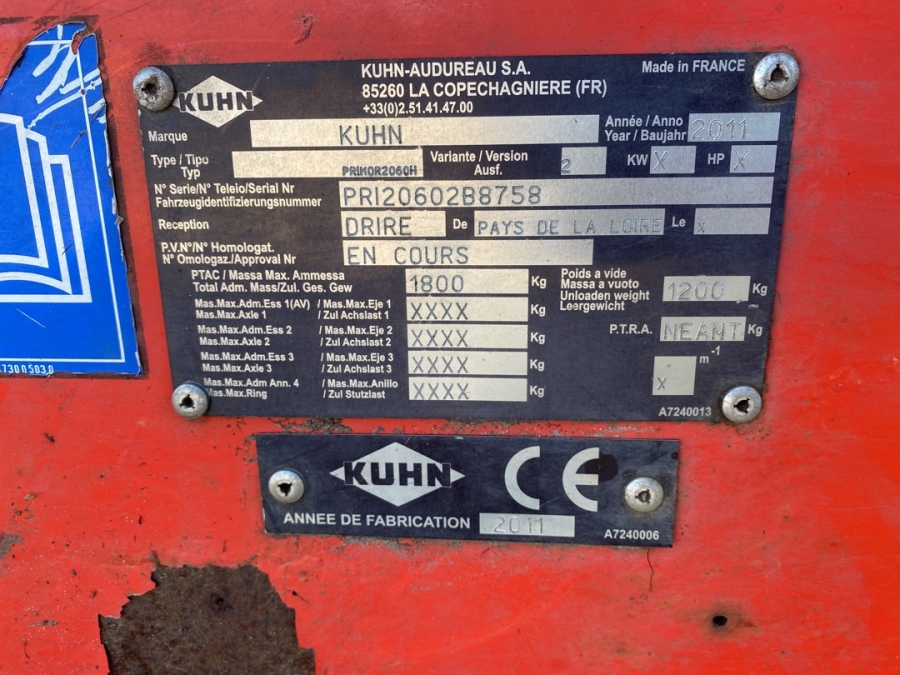 KUHN
KUHN-AUDUREAU S.A.
85260 LA COPECHAGNIERE (FR)
+33(0)2.51.41.47.00
Made in FRANCE
Marque KUHN
Année / Anno
Year / Baujahr 2011
Type / Tipo
Typ PRIMOR2060H
Variante / Version
Ausf. 2
KW X HP X
N° Serie/N° Teleio/Serial Nr
Fahrzeugidentifizierungsnummer PRI20602B8758
Reception DRIRE De PAYS DE LA LOIRE Le x
P.V.N°/N° Homologat.
N° Omologaz./Approval Nr EN COURS
PTAC / Massa Max. Ammessa
Total Adm. Mass/Zul. Ges. Gew 1800 Kg
Poids a vide
Massa a vuoto
Unloaden weight
Leergewicht 1200 Kg
Mas.Max.Adm.Ess 1(AV) / Mas.Max.Eje 1
Mas.Max.Axle 1 / Zul Achslast 1 XXXX Kg
P.T.R.A. NEANT Kg
Mas.Max.Adm.Ess 2 / Mas.Max.Eje 2
Mas.Max.Axle 2 / Zul Achslast 2 XXXX Kg
Mas.Max.Adm.Ess 3 / Mas.Max.Eje 3
Mas.Max.Axle 3 / Zul Achslast 3 XXXX Kg
x m-1
Mas.Max.Adm Ann. 4 / Mas.Max.Anillo
Mas.Max.Ring / Zul Stutzlast XXXX Kg
A7240013
KUHN CE
ANNEE DE FABRICATION 2011
A7240006